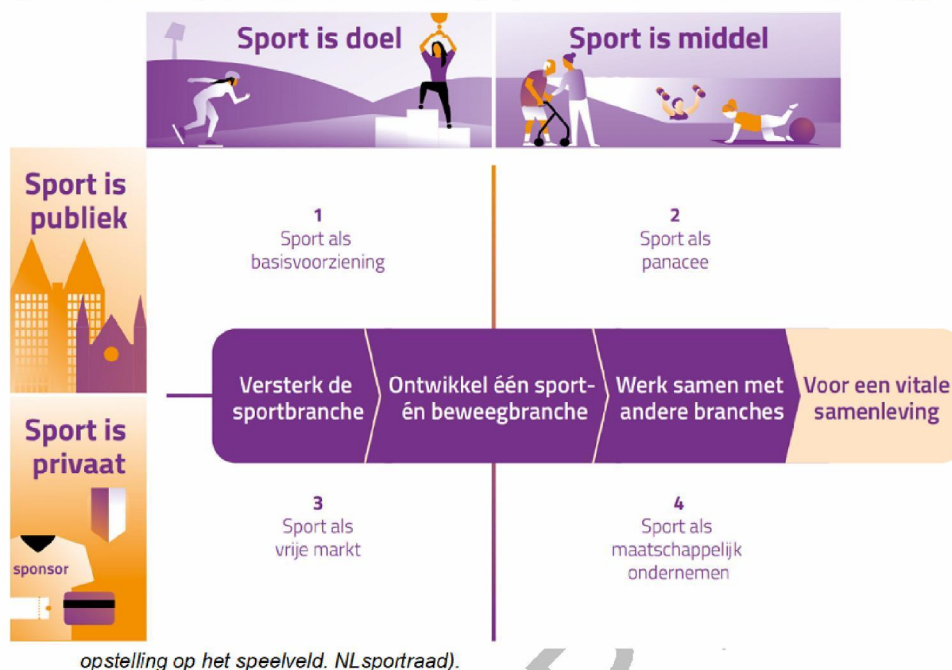 Sport is doel
Sport is middel
Sport is
publiek
1
Sport als
basisvoorziening
2
Sport als
panacee
Versterk de
sportbranche
Ontwikkel één sport-
én beweegbranche
Werk samen met
andere branches
Voor een vitale
samenleving
Sport is
privaat
sponsor
3
Sport als
vrije markt
4
Sport als
maatschappelijk
ondernemen
opstelling op het speelveld. NLsportraad).